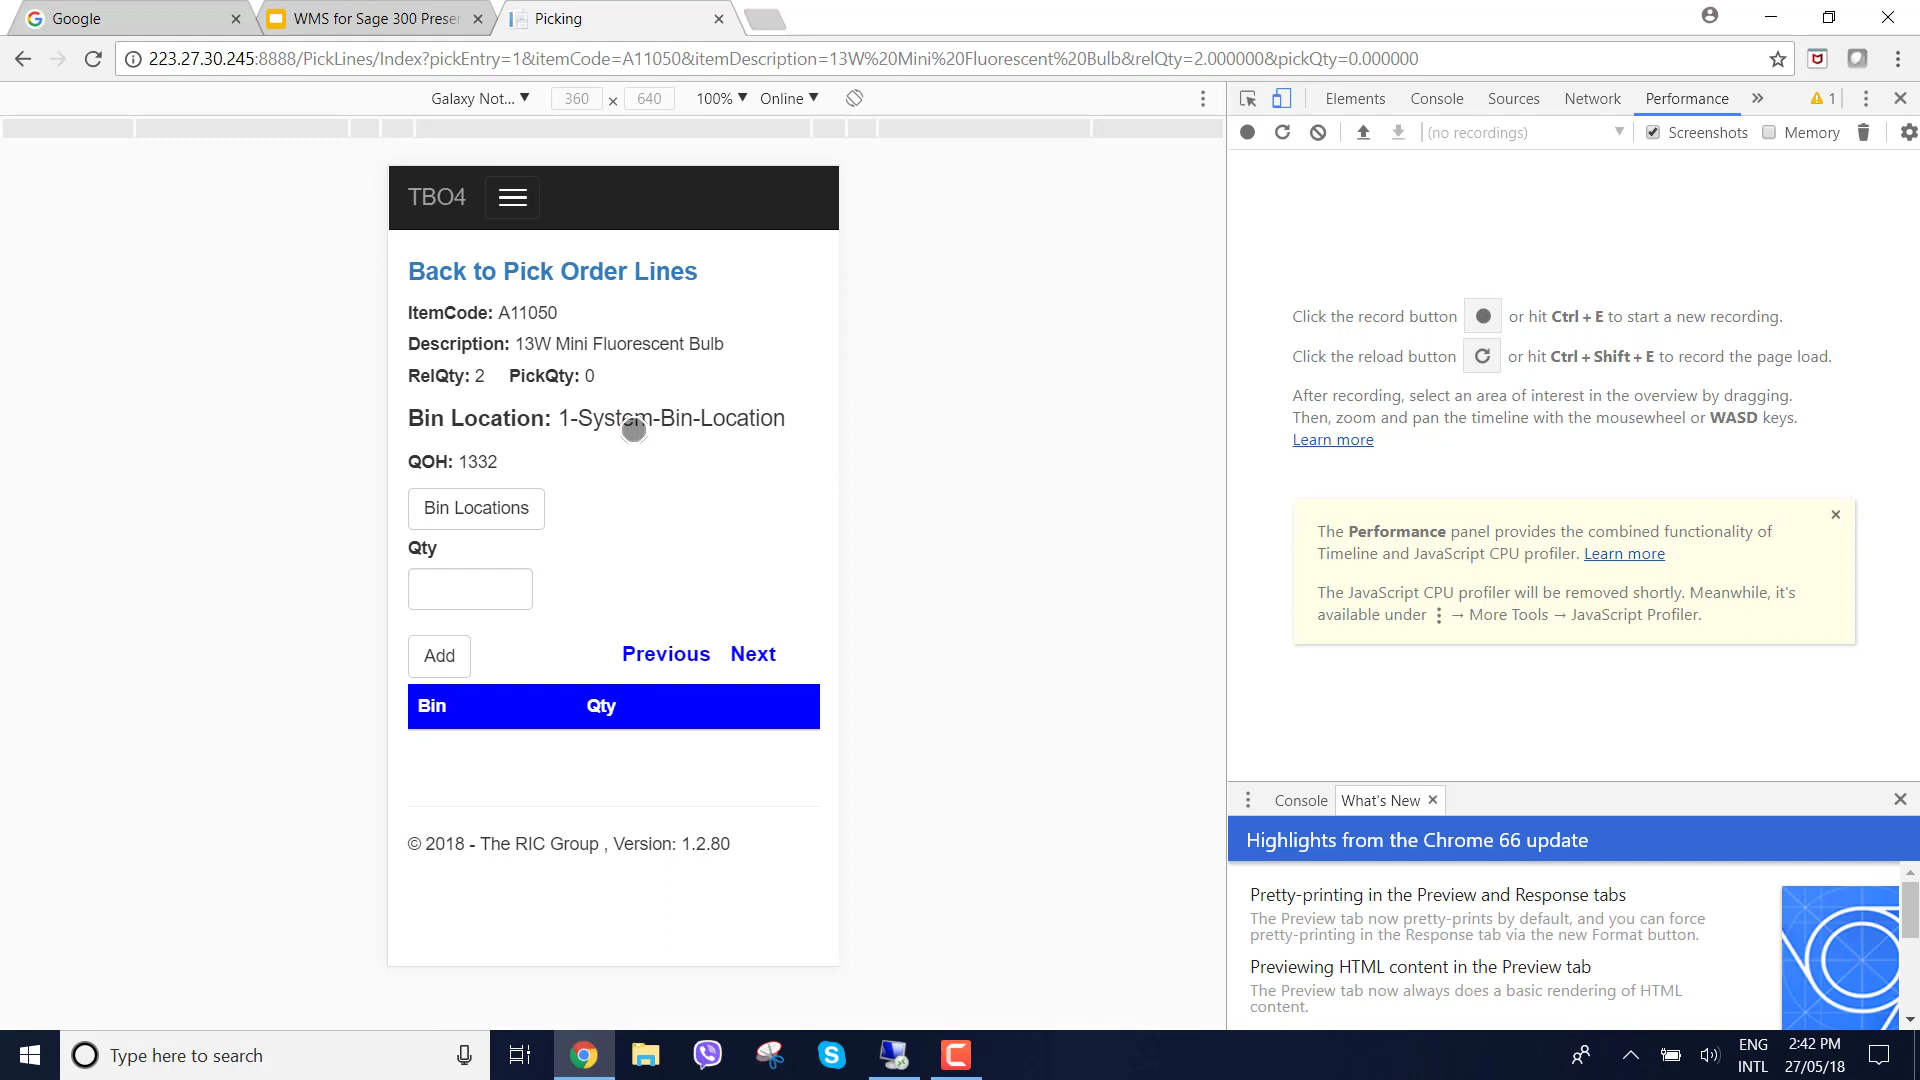 Google
WMS for Sage 300 Prese
Picking
223.27.30.245:8888/PickLines/Index?pickEntry=1&itemCode=A11050&itemDescription=13W%20Mini%20Fluorescent%20Bulb&relQty=2.000000&pickQty=0.000000
Galaxy Not... 360 x 640 100% Online
Elements Console Sources Network Performance 1
(no recordings) Screenshots Memory
TBO4
Back to Pick Order Lines
ItemCode: A11050
Description: 13W Mini Fluorescent Bulb
RelQty: 2 PickQty: 0
Bin Location: 1-System-Bin-Location
QOH: 1332
Bin Locations
Qty
Add Previous Next
Bin Qty
© 2018 - The RIC Group , Version: 1.2.80
Click the record button or hit Ctrl + E to start a new recording.
Click the reload button or hit Ctrl + Shift + E to record the page load.
After recording, select an area of interest in the overview by dragging.
Then, zoom and pan the timeline with the mousewheel or WASD keys.
Learn more
The Performance panel provides the combined functionality of
Timeline and JavaScript CPU profiler. Learn more
The JavaScript CPU profiler will be removed shortly. Meanwhile, it's
available under ⋮ → More Tools → JavaScript Profiler.
Console What's New
Highlights from the Chrome 66 update
Pretty-printing in the Preview and Response tabs
The Preview tab now pretty-prints by default, and you can force
pretty-printing in the Response tab via the new Format button.
Previewing HTML content in the Preview tab
The Preview tab now always does a basic rendering of HTML
content.
Type here to search
ENG
INTL
2:42 PM
27/05/18